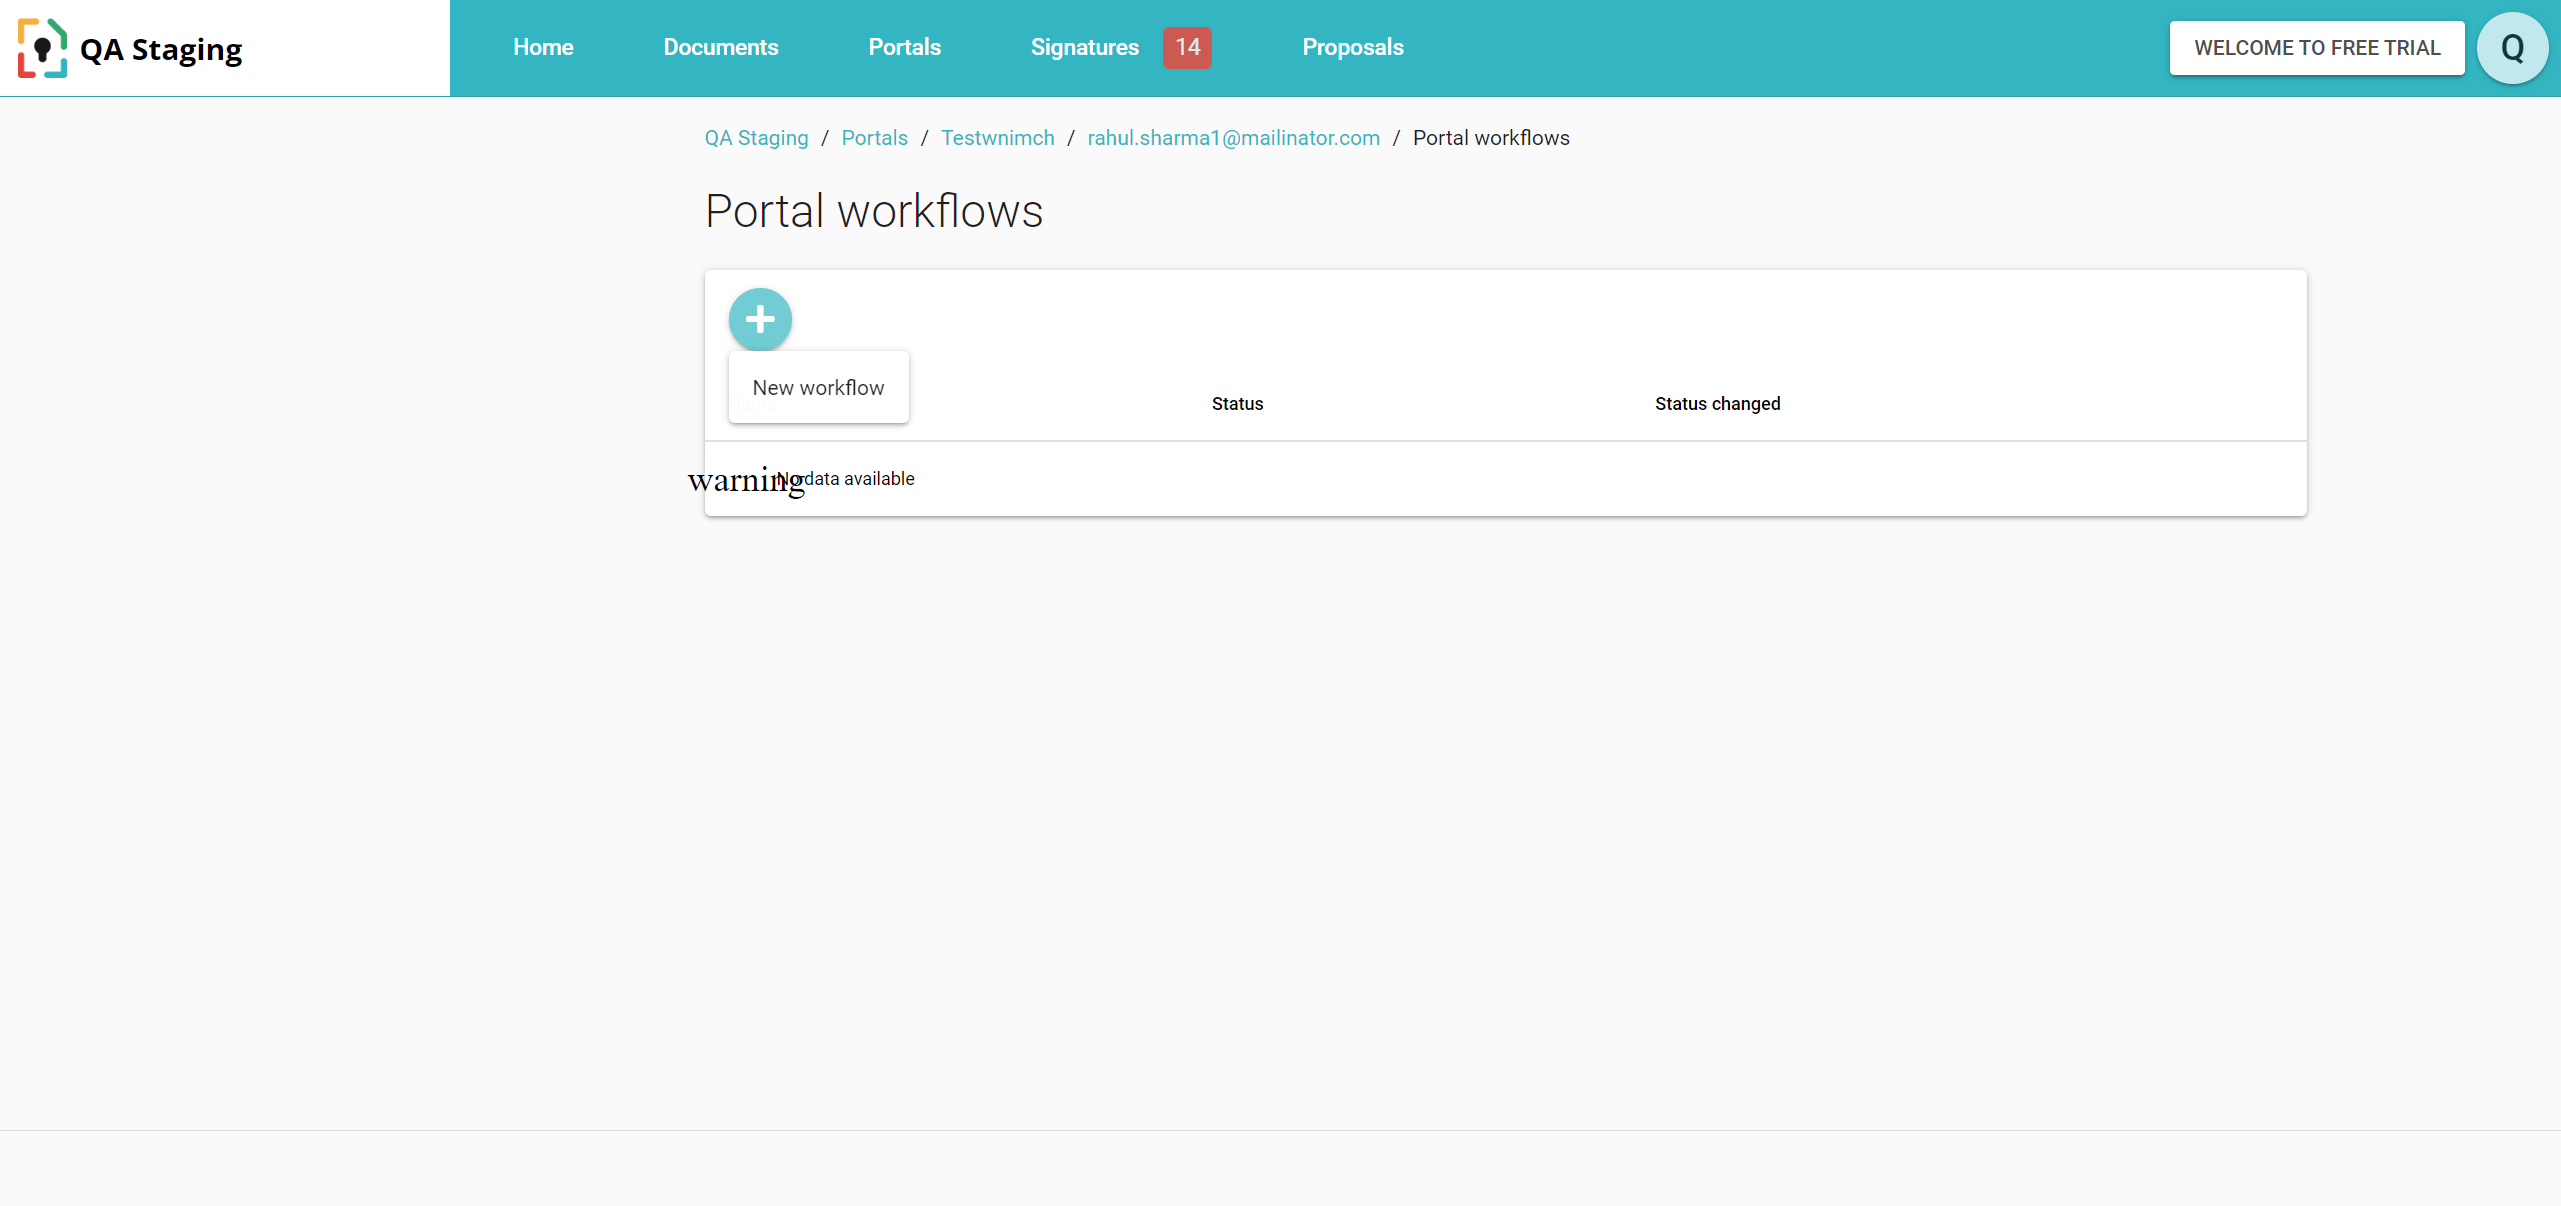 QA Staging Home Documents Portals Signatures 14 Proposals WELCOME TO FREE TRIAL Q
QA Staging / Portals / Testwnimch / rahul.sharma1@mailinator.com / Portal workflows
Portal workflows
New workflow
Name Status Status changed
warning No data available